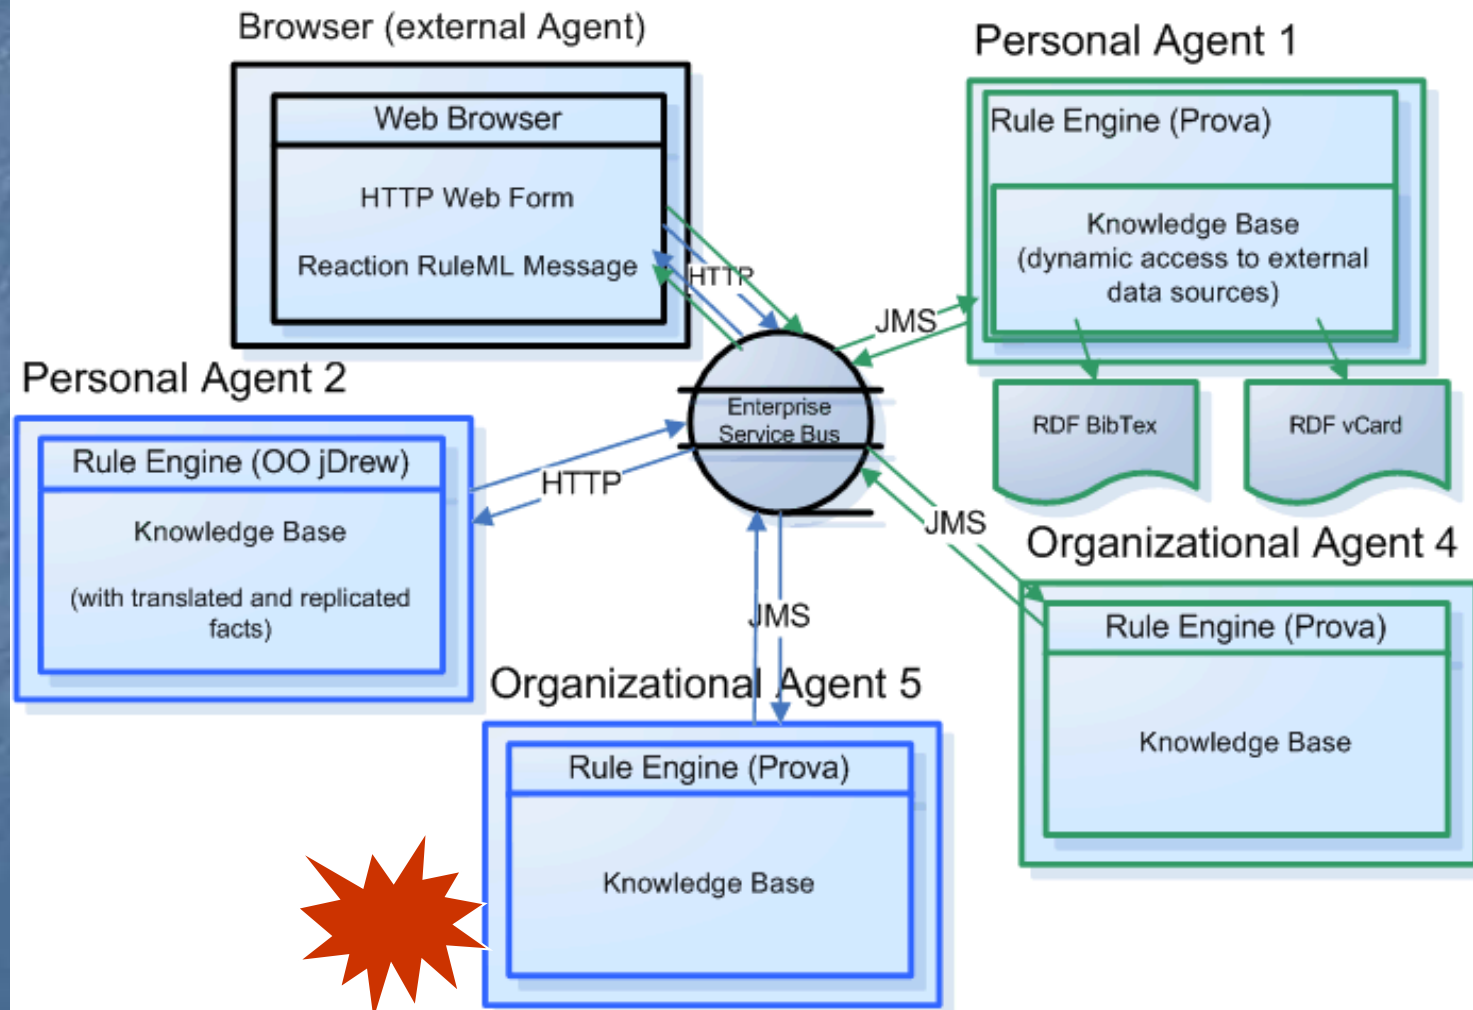 Browser (external Agent)
Web Browser
HTTP Web Form
Reaction RuleML Message
HTTP
Personal Agent 1
Rule Engine (Prova)
Knowledge Base
(dynamic access to external
data sources)
JMS
RDF BibTex
RDF vCard
Personal Agent 2
Rule Engine (OO jDrew)
Knowledge Base
(with translated and replicated
facts)
HTTP
Enterprise
Service Bus
JMS
Organizational Agent 4
Rule Engine (Prova)
Knowledge Base
JMS
Organizational Agent 5
Rule Engine (Prova)
Knowledge Base